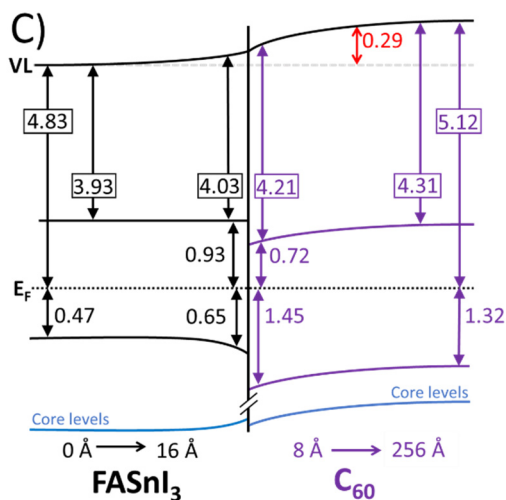 C)
0.29
VL
4.83
5.12
3.93
4.03
4.21
4.31
0.93
0.72
E_F
0.47
0.65
1.45
1.32
Core levels
Core levels
0 Å 16 Å
8 Å 256 Å
FASnI₃
C₆₀